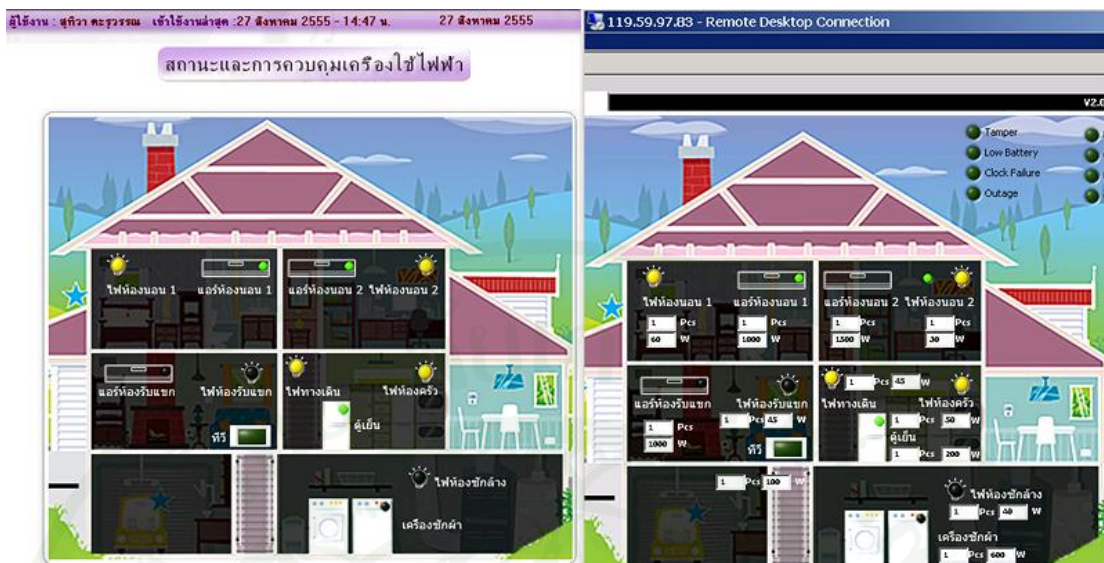 ผู้ใช้งาน : สุทิวา คะรุวรรณ เข้าใช้งานล่าสุด :27 สิงหาคม 2555 - 14:47 น. 27 สิงหาคม 2555
สถานะและการควบคุมเครื่องใช้ไฟฟ้า
ไฟห้องนอน 1 แอร์ห้องนอน 1 แอร์ห้องนอน 2 ไฟห้องนอน 2
แอร์ห้องรับแขก ไฟห้องรับแขก ไฟทางเดิน ไฟห้องครัว
ทีวี ตู้เย็น
ไฟห้องซักล้าง
เครื่องซักผ้า
119.59.97.83 - Remote Desktop Connection
V2.0
Tamper
Low Battery
Clock Failure
Outage
ไฟห้องนอน 1 แอร์ห้องนอน 1 แอร์ห้องนอน 2 ไฟห้องนอน 2
1 Pcs 1 Pcs 1 Pcs 1 Pcs
60 W 1000 W 1500 W 30 W
1 Pcs 45 W
แอร์ห้องรับแขก ไฟห้องรับแขก ไฟทางเดิน ไฟห้องครัว
1 Pcs 45 W 1 Pcs 50 W
1 Pcs
1000 W
ทีวี ตู้เย็น
1 Pcs 200 W
1 Pcs 100 W
ไฟห้องซักล้าง
1 Pcs 40 W
เครื่องซักผ้า
1 Pcs 600 W